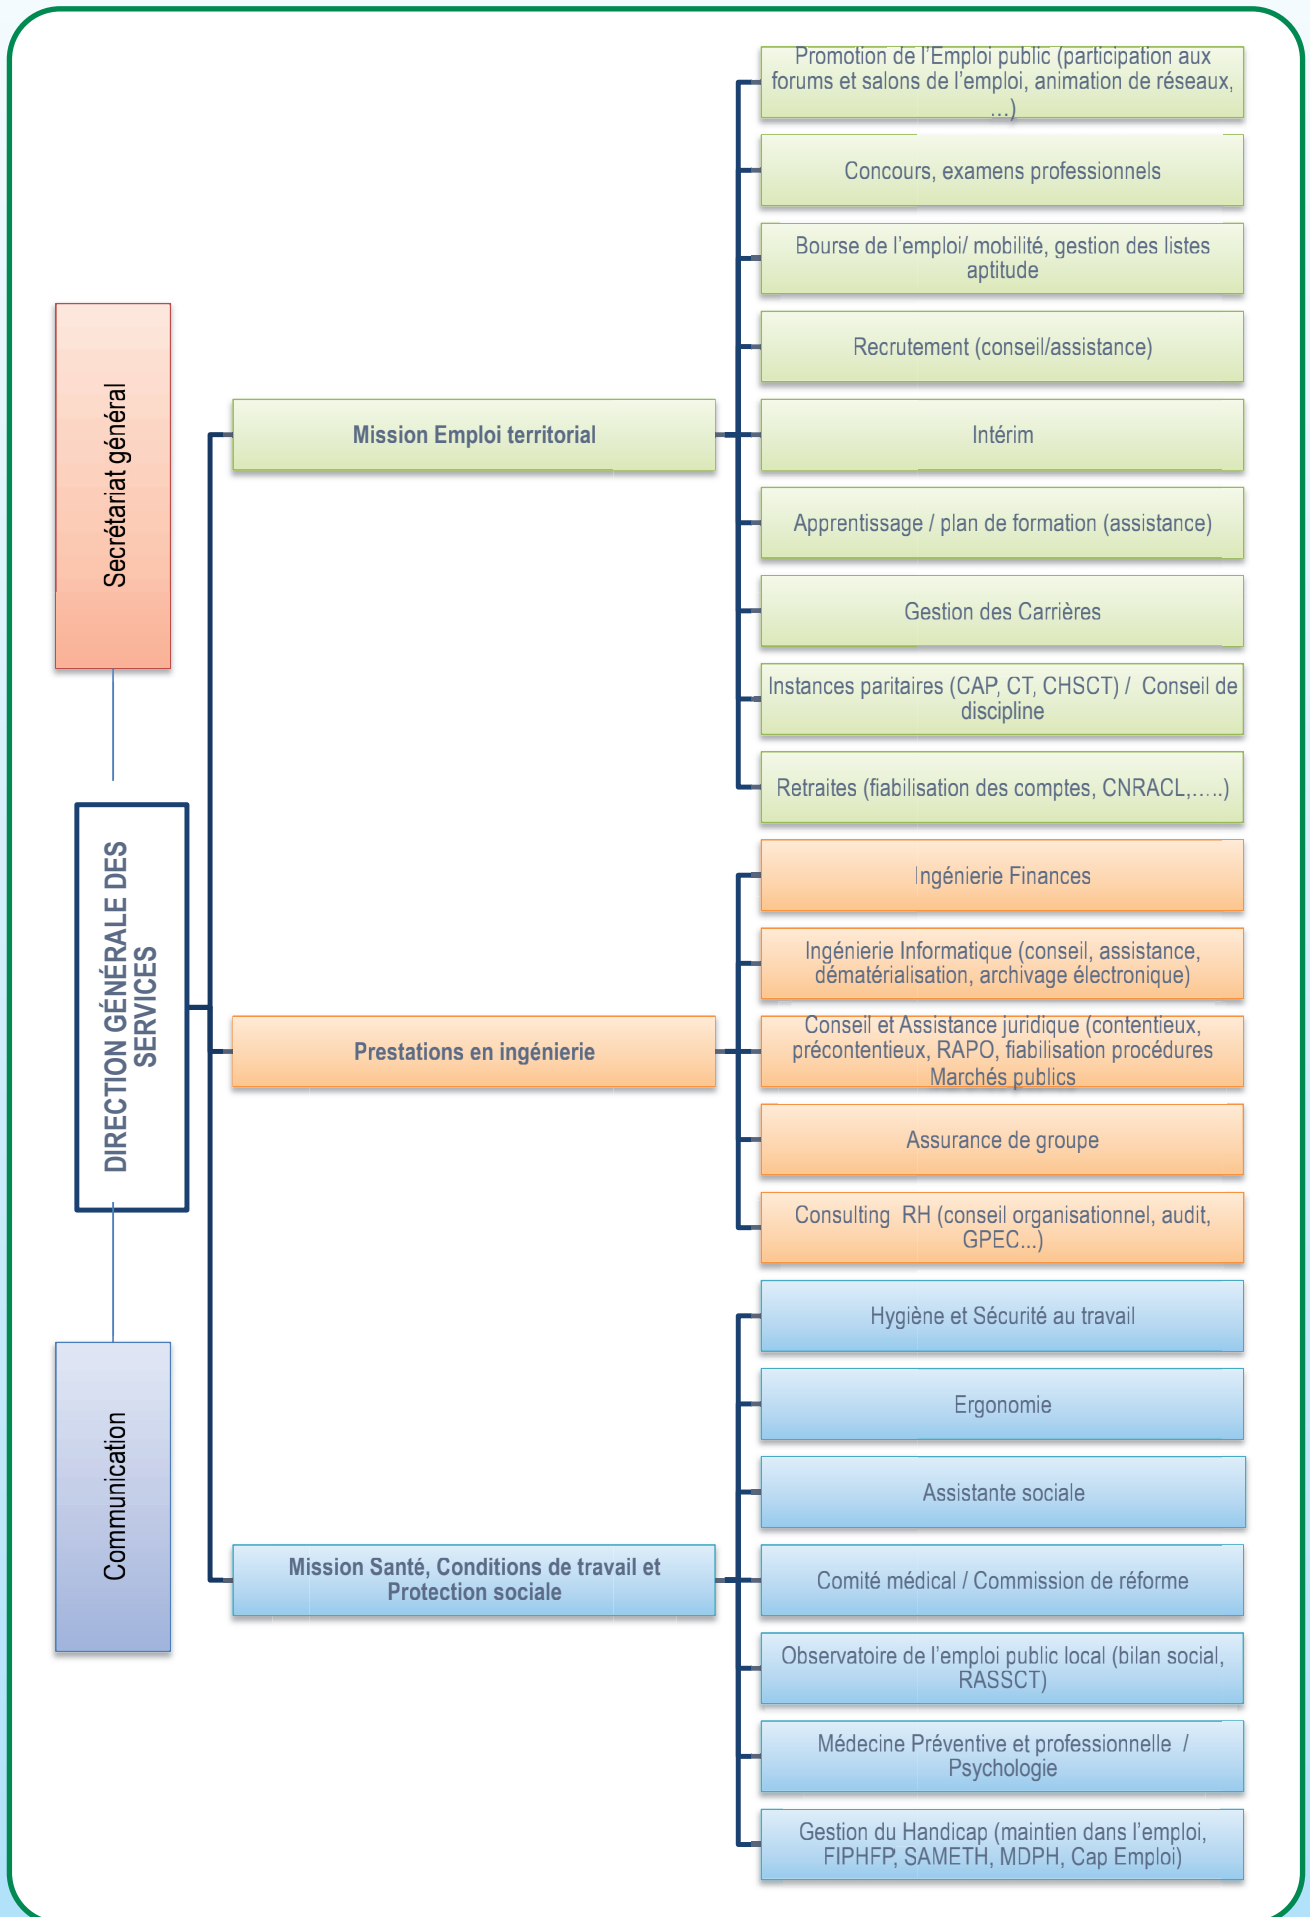 Secrétariat général
DIRECTION GÉNÉRALE DES
SERVICES
Communication
Mission Emploi territorial
Promotion de l’Emploi public (participation aux
forums et salons de l’emploi, animation de réseaux,
…)
Concours, examens professionnels
Bourse de l’emploi/ mobilité, gestion des listes
aptitude
Recrutement (conseil/assistance)
Intérim
Apprentissage / plan de formation (assistance)
Gestion des Carrières
Instances paritaires (CAP, CT, CHSCT) /  Conseil de
discipline
Retraites (fiabilisation des comptes, CNRACL,…..)
Prestations en ingénierie
Ingénierie Finances
Ingénierie Informatique (conseil, assistance,
dématérialisation, archivage électronique)
Conseil et Assistance juridique (contentieux,
précontentieux, RAPO, fiabilisation procédures
Marchés publics
Assurance de groupe
Consulting  RH (conseil organisationnel, audit,
GPEC...)
Mission Santé, Conditions de travail et
Protection sociale
Hygiène et Sécurité au travail
Ergonomie
Assistante sociale
Comité médical / Commission de réforme
Observatoire de l’emploi public local (bilan social,
RASSCT)
Médecine Préventive et professionnelle  /
Psychologie
Gestion du Handicap (maintien dans l’emploi,
FIPHFP, SAMETH, MDPH, Cap Emploi)